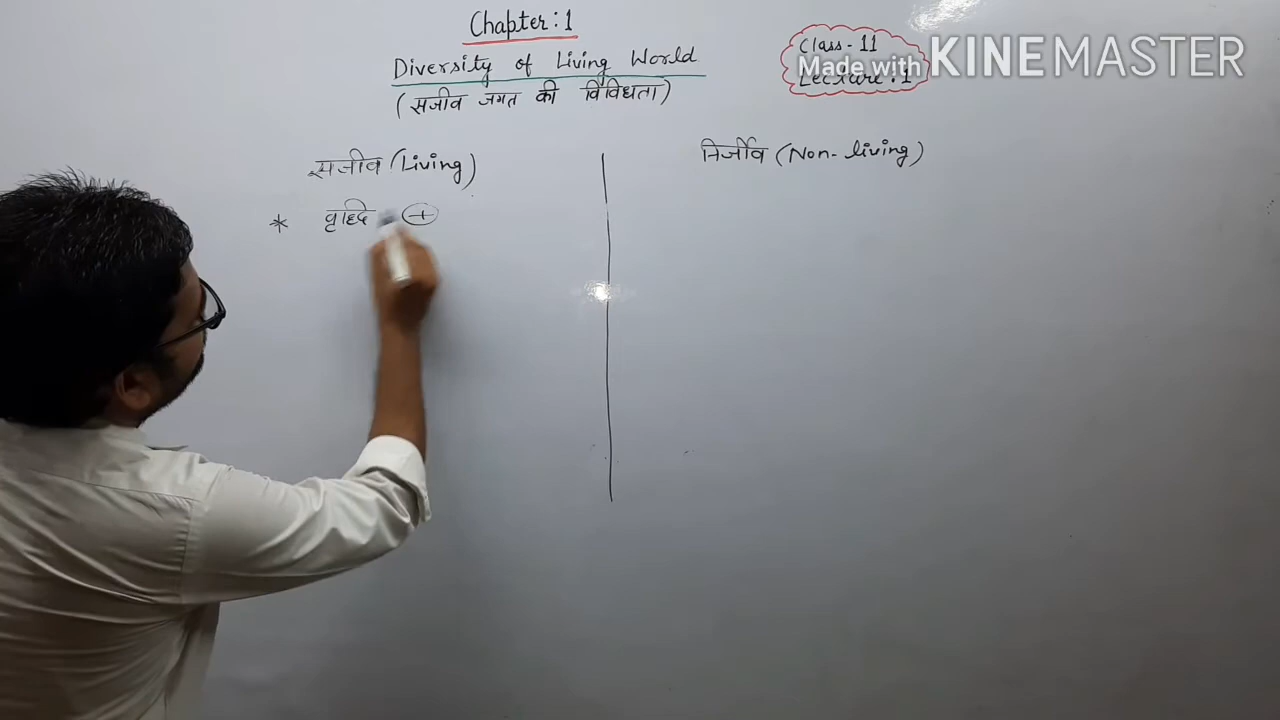 Chapter : 1
Diversity of Living World
(सजीव जगत की विविधता)
Class - 11
Lecture : 1
Made with KINEMASTER
सजीव (Living)
निर्जीव (Non-living)
* वृद्धि +